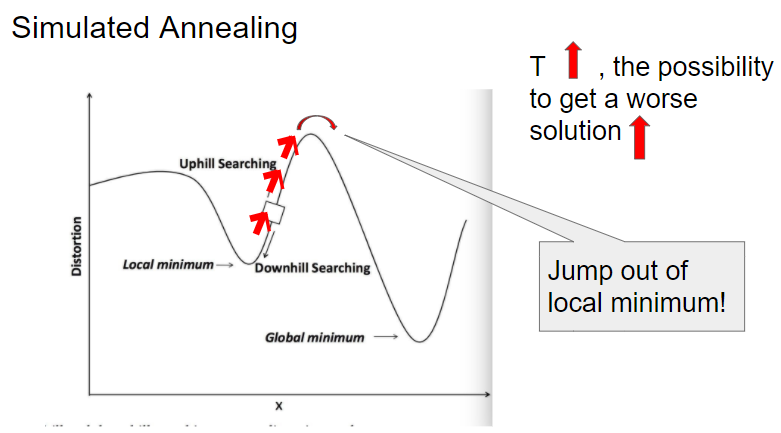 Simulated Annealing
T , the possibility
to get a worse
solution
Uphill Searching
Distortion
Local minimum
Downhill Searching
Jump out of
local minimum!
Global minimum
X